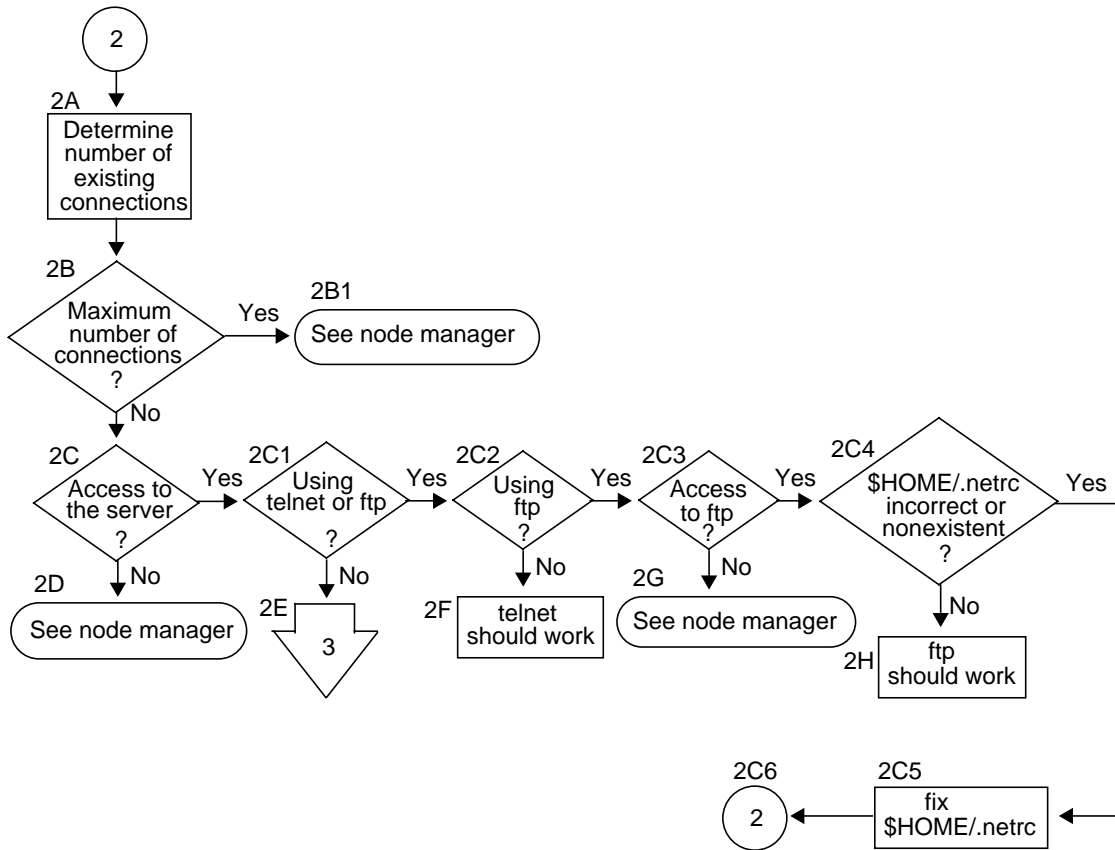 2
2A
Determine
number of
existing
connections
2B
Maximum
number of
connections
?
Yes
2B1
See node manager
No
2C
Access to
the server
?
Yes
2C1
Using
telnet or ftp
?
Yes
2C2
Using
ftp
?
Yes
2C3
Access
to ftp
?
Yes
2C4
$HOME/.netrc
incorrect or
nonexistent
?
Yes
No
2D
See node manager
No
2E
3
No
2F
telnet
should work
No
2G
See node manager
No
2H
ftp
should work
2C6
2
2C5
fix
$HOME/.netrc